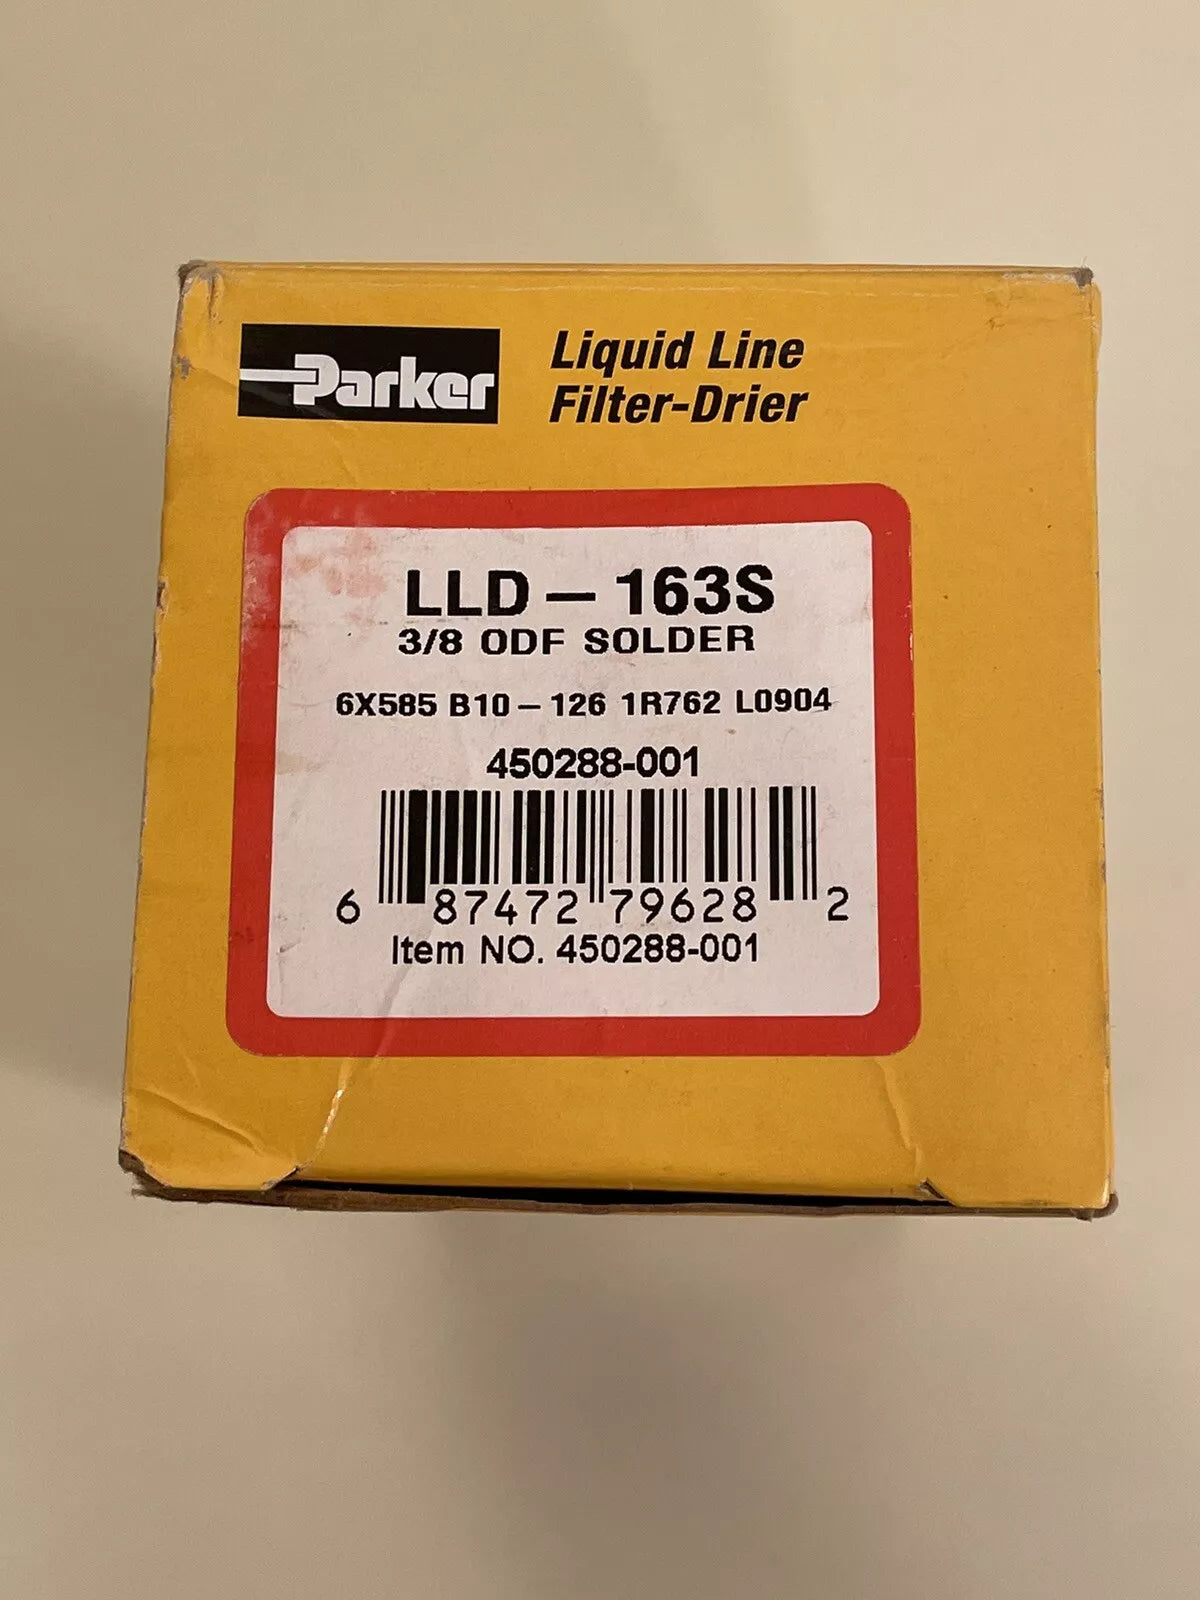 Parker
Liquid Line
Filter-Drier
LLD - 163S
3/8 ODF SOLDER
6X585 B10 - 126 1R762 L0904
450288-001
6 87472 79628 2
Item NO. 450288-001